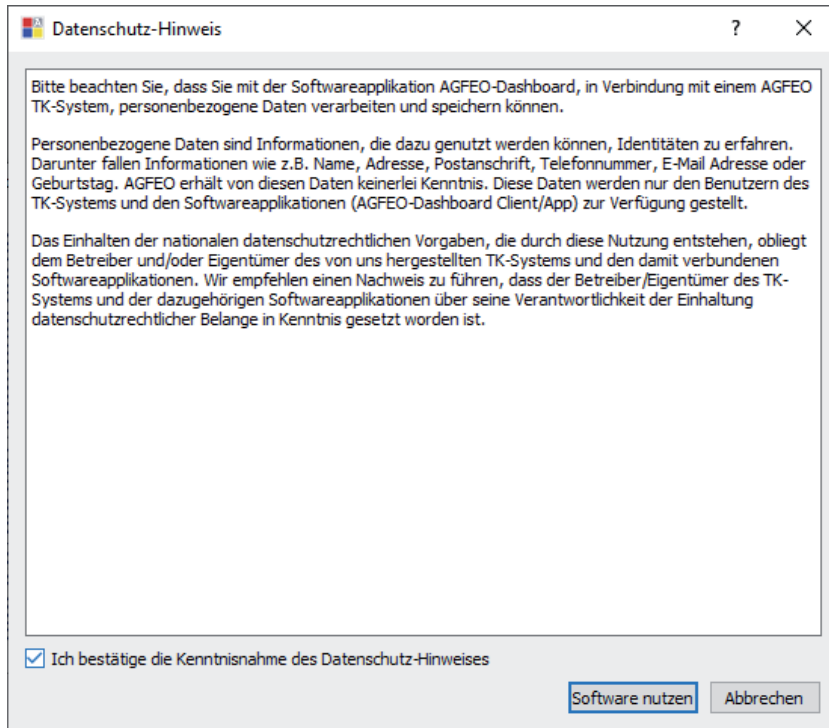 Datenschutz-Hinweis
?
Bitte beachten Sie, dass Sie mit der Softwareapplikation AGFEO-Dashboard, in Verbindung mit einem AGFEO
TK-System, personenbezogene Daten verarbeiten und speichern können.
Personenbezogene Daten sind Informationen, die dazu genutzt werden können, Identitäten zu erfahren.
Darunter fallen Informationen wie z.B. Name, Adresse, Postanschrift, Telefonnummer, E-Mail Adresse oder
Geburtstag. AGFEO erhält von diesen Daten keinerlei Kenntnis. Diese Daten werden nur den Benutzern des
TK-Systems und den Softwareapplikationen (AGFEO-Dashboard Client/App) zur Verfügung gestellt.
Das Einhalten der nationalen datenschutzrechtlichen Vorgaben, die durch diese Nutzung entstehen, obliegt
dem Betreiber und/oder Eigentümer des von uns hergestellten TK-Systems und den damit verbundenen
Softwareapplikationen. Wir empfehlen einen Nachweis zu führen, dass der Betreiber/Eigentümer des TK-
Systems und der dazugehörigen Softwareapplikationen über seine Verantwortlichkeit der Einhaltung
datenschutzrechtlicher Belange in Kenntnis gesetzt worden ist.
Ich bestätige die Kenntnisnahme des Datenschutz-Hinweises
Software nutzen Abbrechen